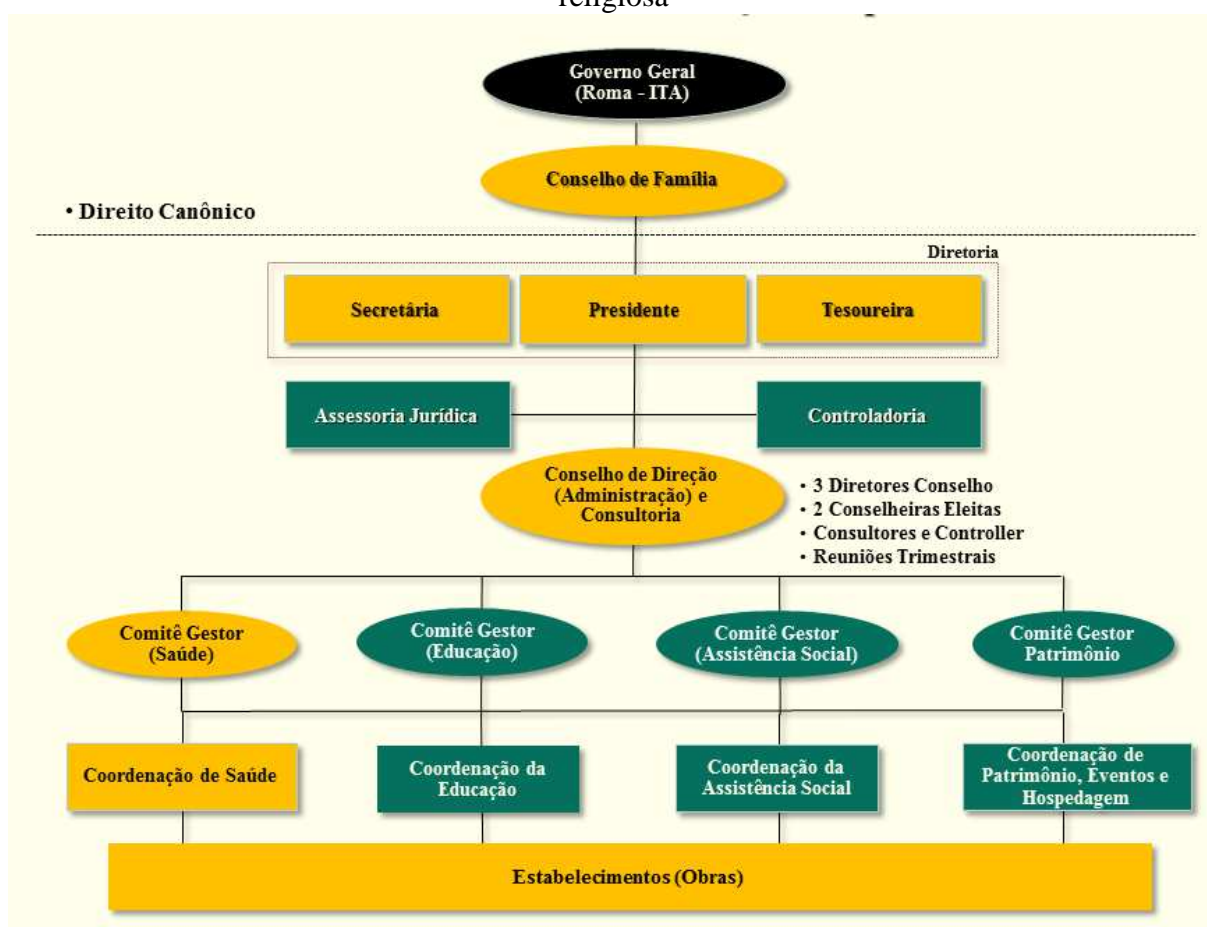 religiosa
Governo Geral
(Roma - ITA)
Conselho de Família
• Direito Canônico
Diretoria
Secretária
Presidente
Tesoureira
Assessoria Jurídica
Controladoria
Conselho de Direção
(Administração) e
Consultoria
• 3 Diretores Conselho
• 2 Conselheiras Eleitas
• Consultores e Controller
• Reuniões Trimestrais
Comitê Gestor
(Saúde)
Comitê Gestor
(Educação)
Comitê Gestor
(Assistência Social)
Comitê Gestor
Patrimônio
Coordenação de Saúde
Coordenação da
Educação
Coordenação da
Assistência Social
Coordenação de
Patrimônio, Eventos e
Hospedagem
Estabelecimentos (Obras)